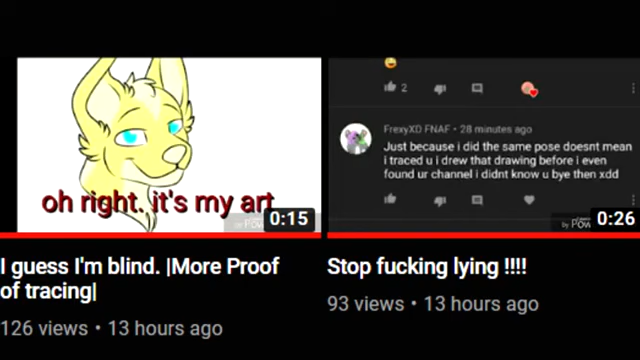 oh right. it's my art
0:15
I guess I'm blind. |More Proof
of tracing|
126 views • 13 hours ago
2
FrexyXD FNAF • 28 minutes ago
Just because i did the same pose doesnt mean
i traced u i drew that drawing before i even
found ur channel i didnt know u bye then xdd
by
0:26
Stop fucking lying !!!!
93 views • 13 hours ago